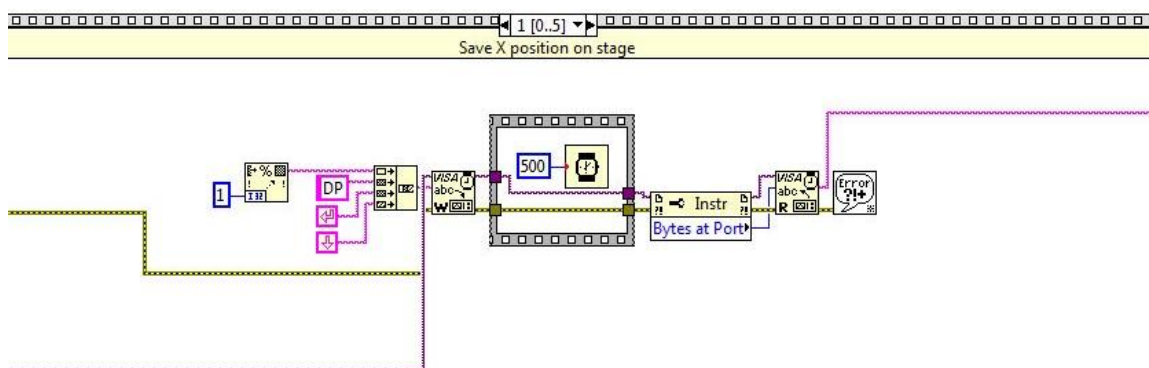 1 [0..5]
Save X position on stage
1
I32
DP
VISA
abc
W
500
Instr
Bytes at Port
VISA
abc
R
Error
?!+